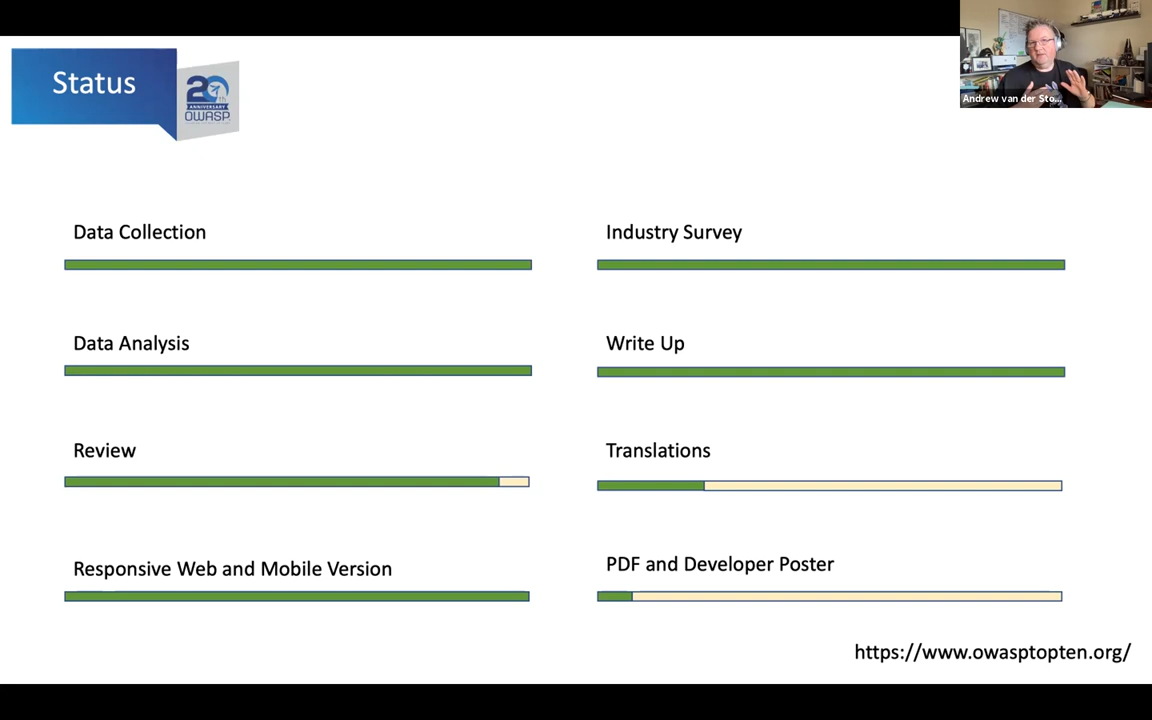 Status
20th
ANNIVERSARY
OWASP
Andrew van der Sto...
Data Collection
Industry Survey
Data Analysis
Write Up
Review
Translations
Responsive Web and Mobile Version
PDF and Developer Poster
https://www.owasptopten.org/